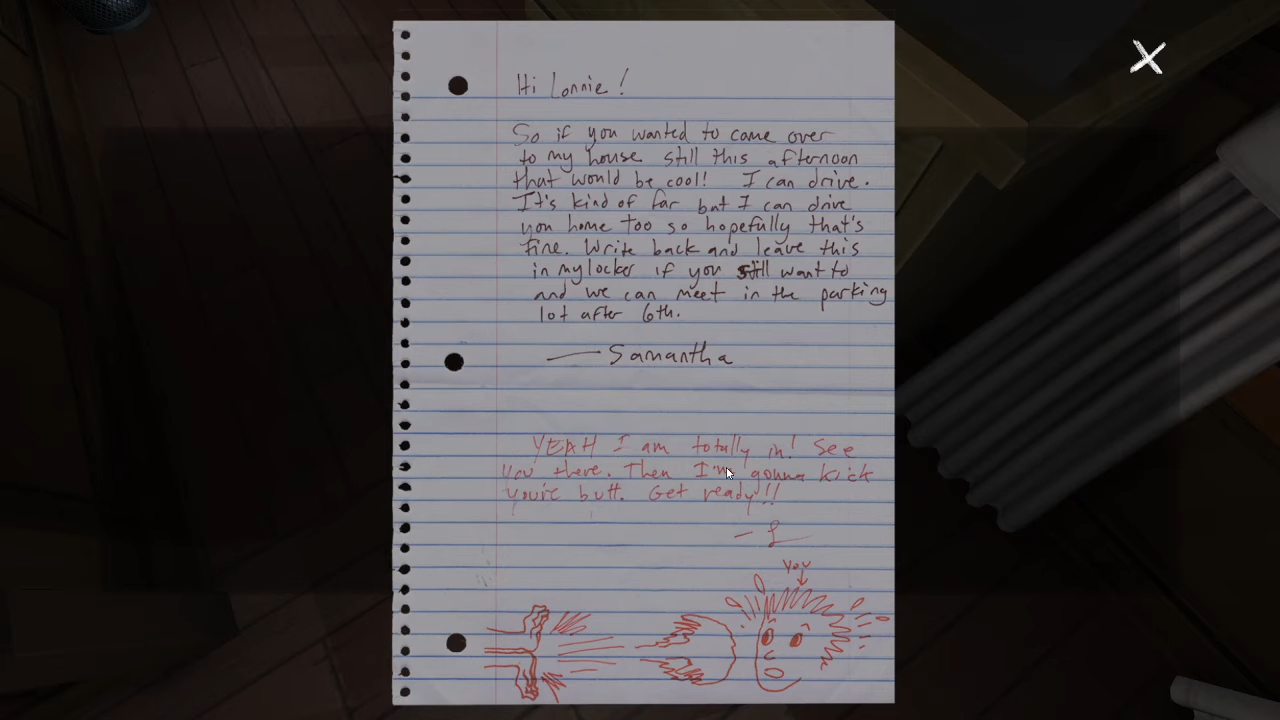 Hi Lonnie!
So if you wanted to come over
to my house still this afternoon
that would be cool! I can drive.
It's kind of far but I can drive
you home too so hopefully that's
fine. Write back and leave this
in my locker if you still want to
and we can meet in the parking
lot after 6th.
— Samantha
YEAH I am totally in! See
you there. Then I'm gonna kick
you're butt. Get ready!!
- L
You